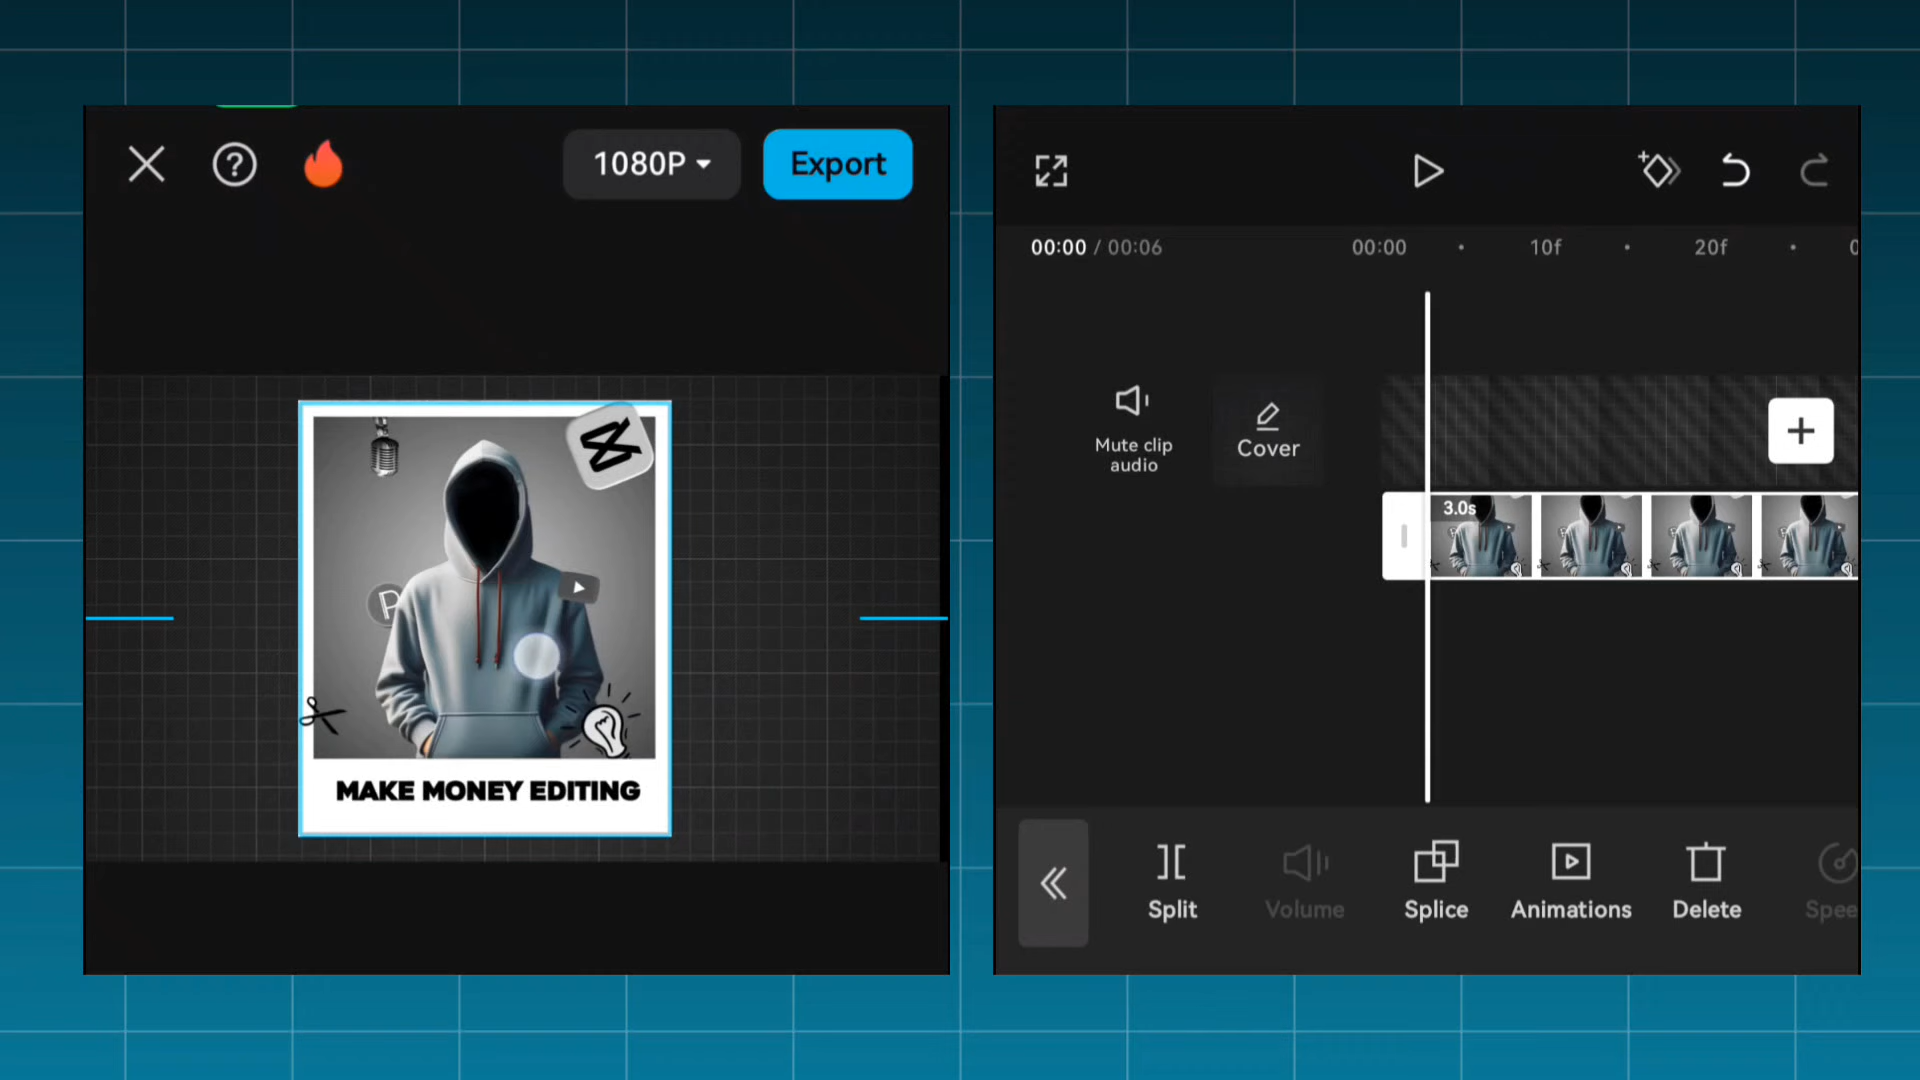 1080P
Export
MAKE MONEY EDITING
00:00 / 00:06
00:00
10f
20f
Mute clip
audio
Cover
3.0s
Split
Volume
Splice
Animations
Delete
Spee